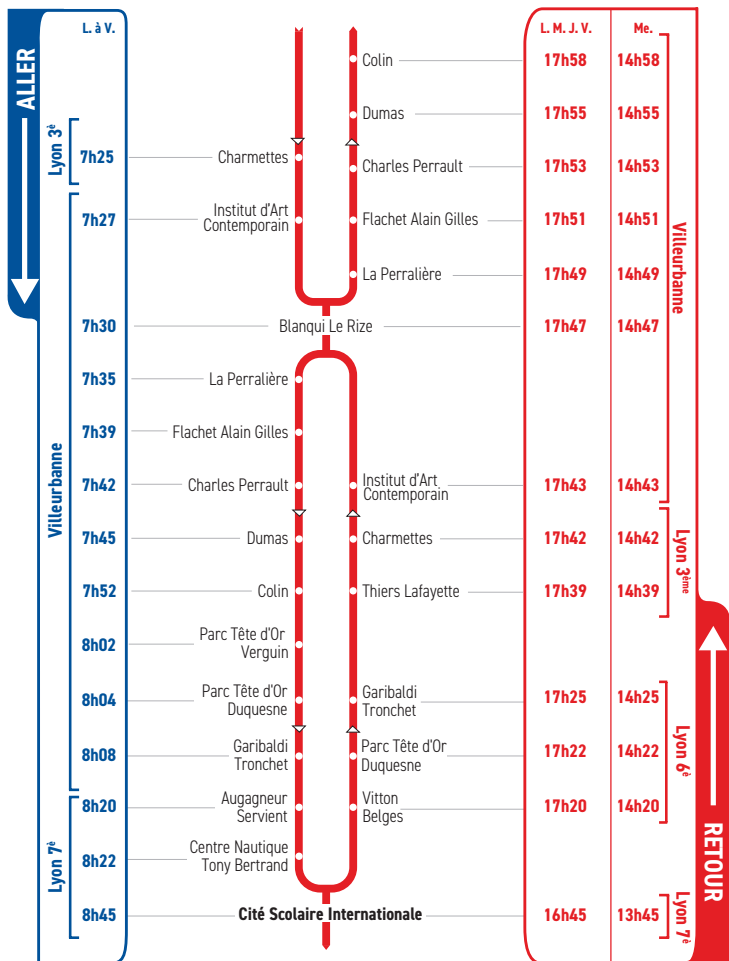 ALLER
L. à V.
L. M. J. V.
Me.
Colin
17h58
14h58
Dumas
17h55
14h55
Lyon 3è
7h25
Charmettes
Charles Perrault
17h53
14h53
7h27
Institut d'Art
Contemporain
Flachet Alain Gilles
17h51
14h51
Villeurbanne
La Perralière
17h49
14h49
7h30
Blanqui Le Rize
17h47
14h47
7h35
La Perralière
7h39
Flachet Alain Gilles
Villeurbanne
7h42
Charles Perrault
Institut d'Art
Contemporain
17h43
14h43
7h45
Dumas
Charmettes
17h42
14h42
Lyon 3ème
7h52
Colin
Thiers Lafayette
17h39
14h39
8h02
Parc Tête d'Or
Verguin
8h04
Parc Tête d'Or
Duquesne
Garibaldi
Tronchet
17h25
14h25
8h08
Garibaldi
Tronchet
Parc Tête d'Or
Duquesne
17h22
14h22
Lyon 6è
8h20
Augagneur
Servient
Vitton
Belges
17h20
14h20
Lyon 7è
8h22
Centre Nautique
Tony Bertrand
RETOUR
8h45
Cité Scolaire Internationale
16h45
13h45
Lyon 7è